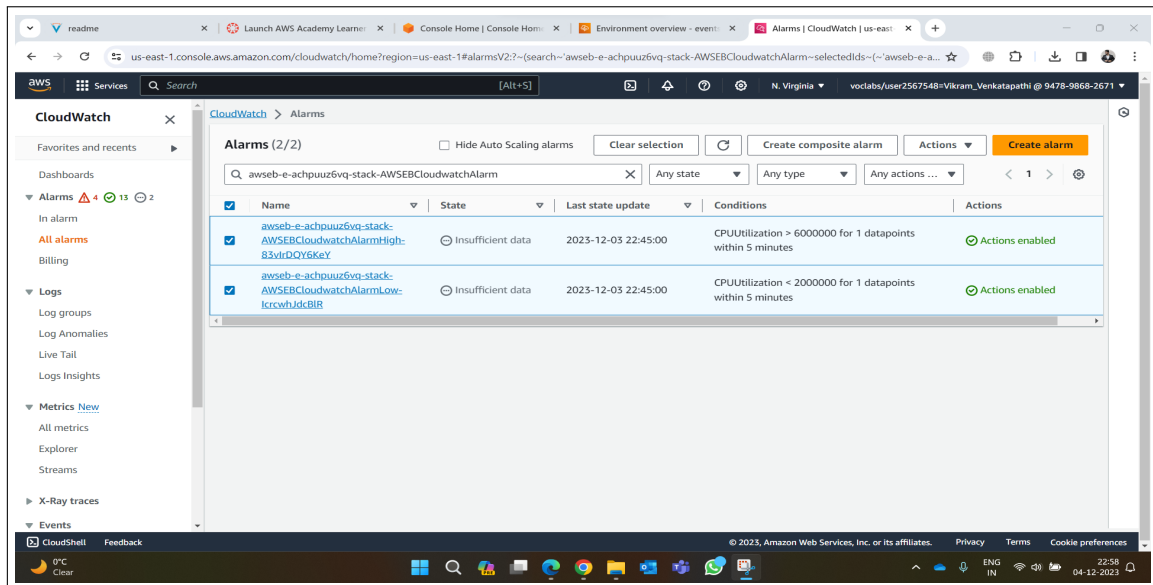 readme
Launch AWS Academy Learner
Console Home | Console Home
Environment overview - events
Alarms | CloudWatch | us-east
us-east-1.console.aws.amazon.com/cloudwatch/home?region=us-east-1#alarmsV2:?~(search~'awseb-e-achpuuz6vq-stack-AWSEBCloudwatchAlarm~selectedIds~(~'awseb-e-a...
aws Services Search [Alt+S] N. Virginia voclabs/user2567548=Vikram_Venkatapathi @ 9478-9868-2671
CloudWatch
Favorites and recents
Dashboards
Alarms 4 13 2
In alarm
All alarms
Billing
Logs
Log groups
Log Anomalies
Live Tail
Logs Insights
Metrics New
All metrics
Explorer
Streams
X-Ray traces
Events
CloudWatch > Alarms
Alarms (2/2) Hide Auto Scaling alarms Clear selection Create composite alarm Actions Create alarm
awseb-e-achpuuz6vq-stack-AWSEBCloudwatchAlarm Any state Any type Any actions ... 1
Name State Last state update Conditions Actions
awseb-e-achpuuz6vq-stack-
AWSEBCloudwatchAlarmHigh-
83vIrDQY6KeY
Insufficient data
2023-12-03 22:45:00
CPUUtilization > 6000000 for 1 datapoints
within 5 minutes
Actions enabled
awseb-e-achpuuz6vq-stack-
AWSEBCloudwatchAlarmLow-
IcrcwhJdcBlR
Insufficient data
2023-12-03 22:45:00
CPUUtilization < 2000000 for 1 datapoints
within 5 minutes
Actions enabled
CloudShell Feedback © 2023, Amazon Web Services, Inc. or its affiliates. Privacy Terms Cookie preferences
0°C
Clear
ENG
IN
22:58
04-12-2023